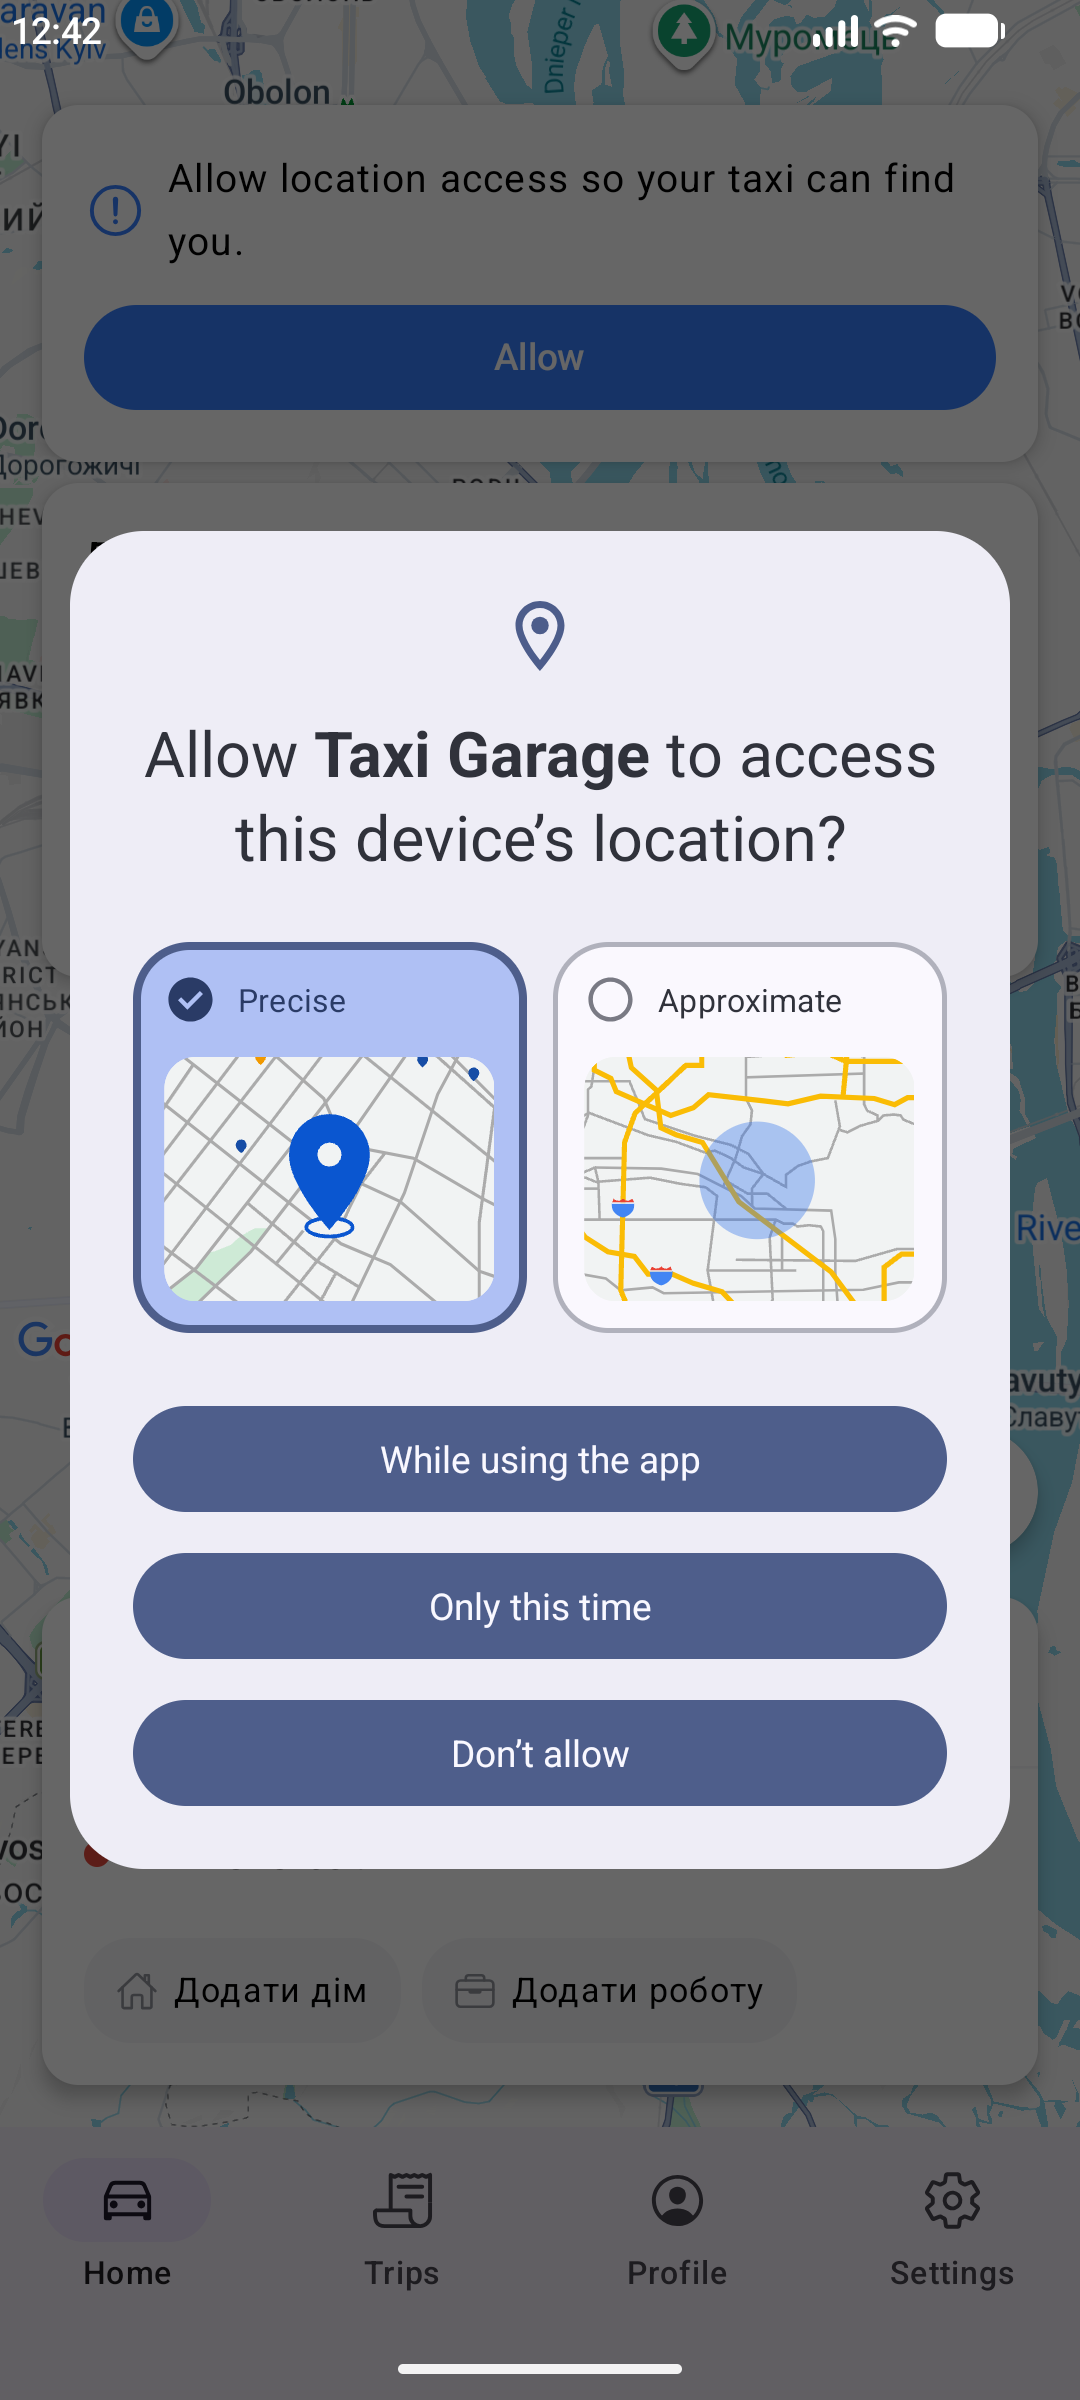 12:42
Obolon
Allow location access so your taxi can find
you.
Allow
Дорогожичі
Allow Taxi Garage to access
this device’s location?
Precise
Approximate
While using the app
Only this time
Don’t allow
Додати дім
Додати роботу
Home
Trips
Profile
Settings